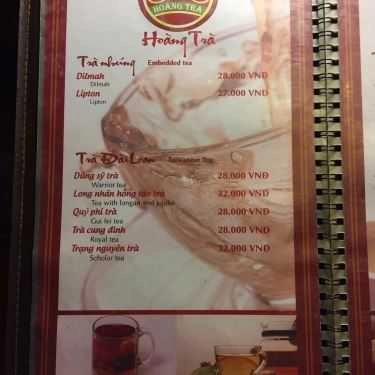 HOÀNG TRÀ
Hoàng Trà
Trà nhúng Embedded tea
Dilmah 28.000 VNĐ
Dilmah
Lipton 27.000 VNĐ
Lipton
Trà Đài Loan Taiwanese Tea
Dũng sỹ trà 28.000 VNĐ
Warrior tea
Long nhãn hồng táo trà 32.000 VNĐ
Tea with longan and jujube
Quý phi trà 28.000 VNĐ
Gui fei tea
Trà cung đình 28.000 VNĐ
Royal tea
Trạng nguyên trà 32.000 VNĐ
Scholar tea